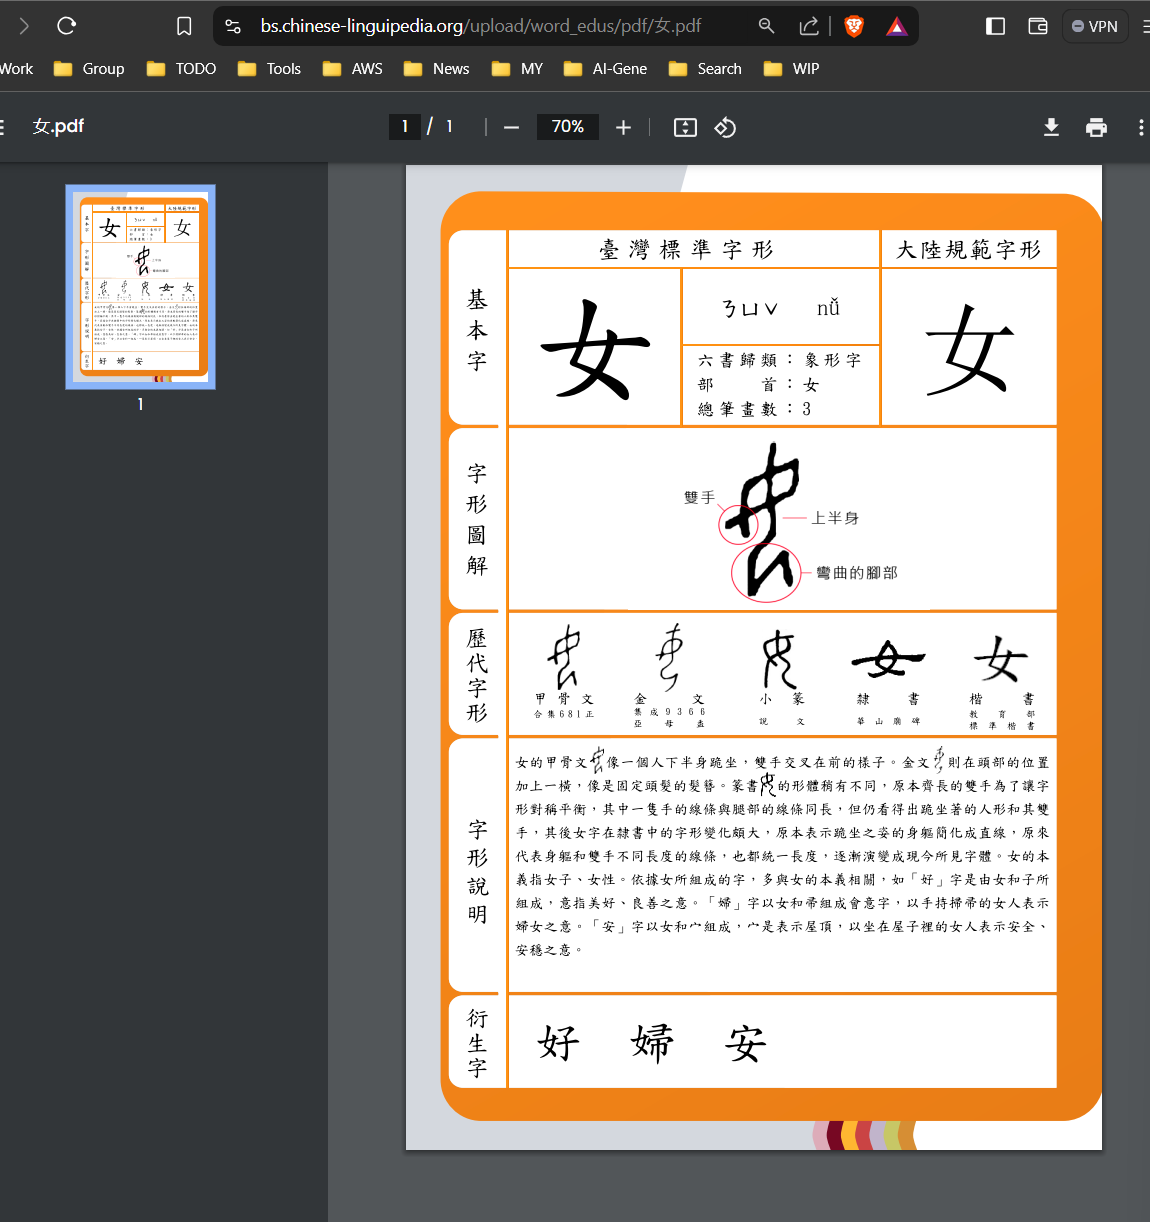 bs.chinese-linguipedia.org/upload/word_edus/pdf/女.pdf
VPN
Work
Group
TODO
Tools
AWS
News
MY
AI-Gene
Search
WIP
女.pdf
1 / 1
70%
1
臺灣標準字形
大陸規範字形
基本字
女
ㄋㄩˇ nǚ
六書歸類：象形字
部首：女
總筆畫數：3
女
字形圖解
雙手
上半身
彎曲的腳部
歷代字形
女
女
甲骨文
金文
小篆
隸書
楷書
合集681正
集成9366
亞母盉
說文
華山廟碑
教育部
標準楷書
字形說明
女的甲骨文像一個人下半身跪坐，雙手交叉在前的樣子。金文則在頭部的位置
加上一橫，像是固定頭髮的髮簪。篆書的形體稍有不同，原本齊長的雙手為了讓字
形對稱平衡，其中一隻手的線條與腿部的線條同長，但仍看得出跪坐著的人形和其雙
手，其後女字在隸書中的字形變化頗大，原本表示跪坐之姿的身軀簡化成直線，原來
代表身軀和雙手不同長度的線條，也都統一長度，逐漸演變成現今所見字體。女的本
義指女子、女性。依據女所組成的字，多與女的本義相關，如「好」字是由女和子所
組成，意指美好、良善之意。「婦」字以女和帚組成會意字，以手持掃帚的女人表示
婦女之意。「安」字以女和宀組成，宀是表示屋頂，以坐在屋子裡的女人表示安全、
安穩之意。
衍生字
好 婦 安